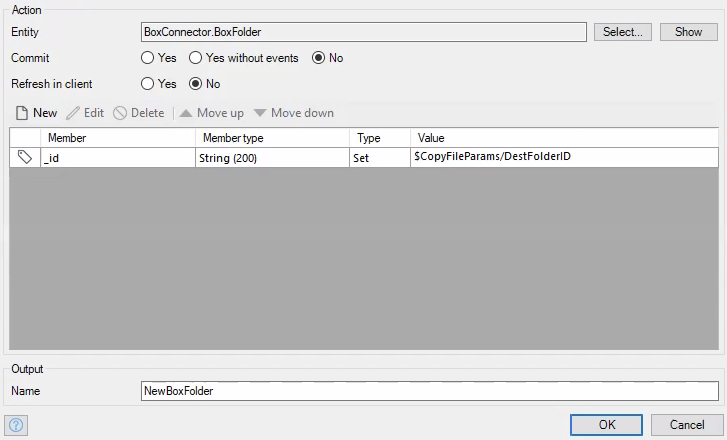 Action
Entity BoxConnector.BoxFolder Select... Show
Commit Yes Yes without events No
Refresh in client Yes No
New Edit Delete Move up Move down
Member Member type Type Value
_id String (200) Set $CopyFileParams/DestFolderID
Output
Name NewBoxFolder
? OK Cancel